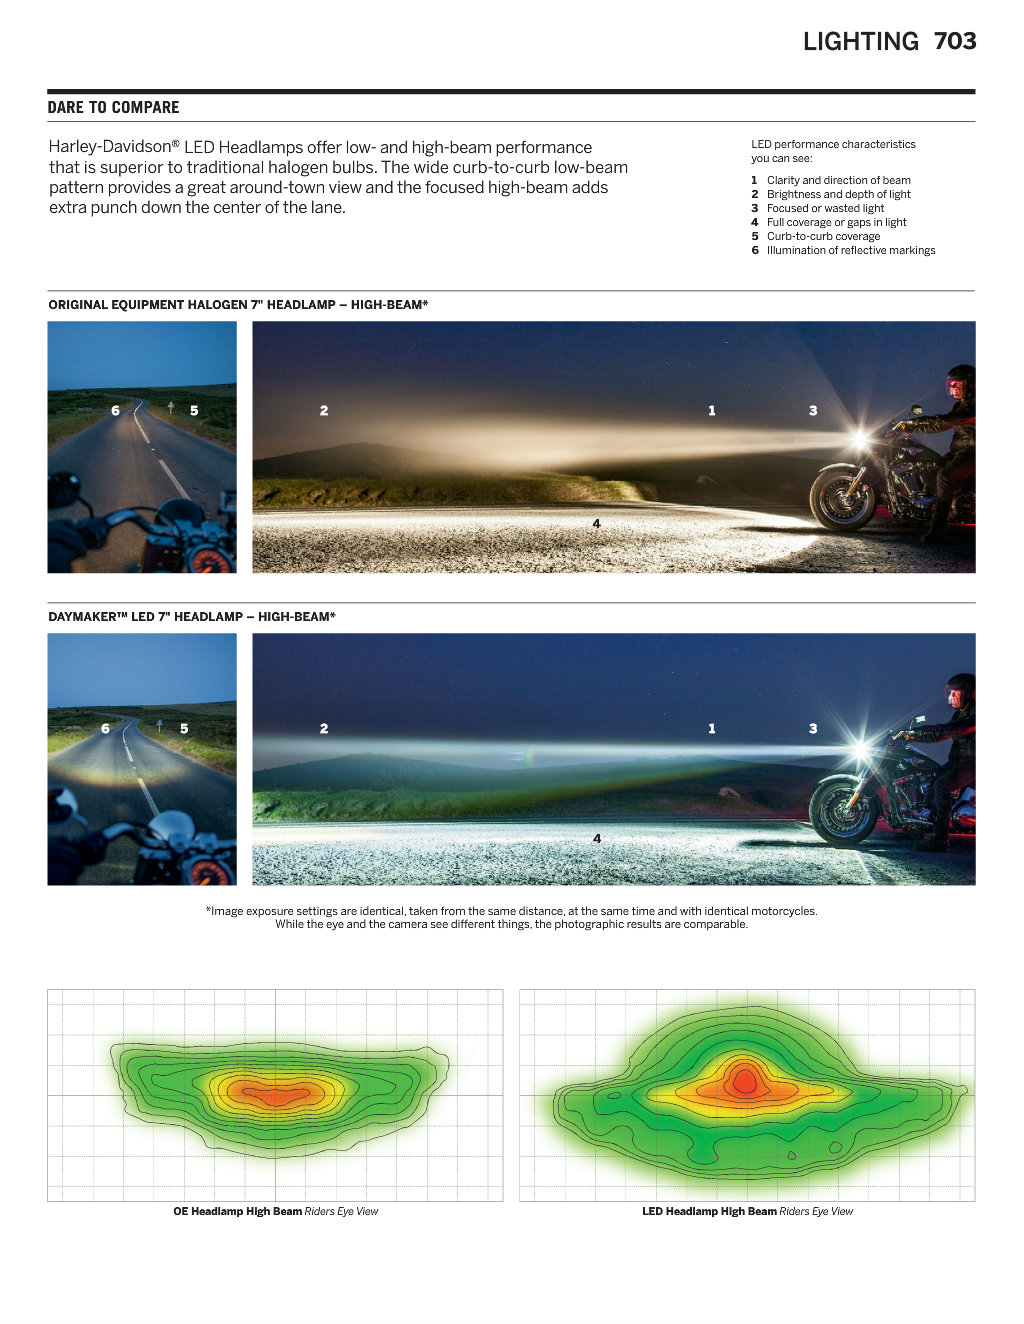 LIGHTING 703
DARE TO COMPARE
Harley-Davidson® LED Headlamps offer low- and high-beam performance
that is superior to traditional halogen bulbs. The wide curb-to-curb low-beam
pattern provides a great around-town view and the focused high-beam adds
extra punch down the center of the lane.
LED performance characteristics
you can see:
1 Clarity and direction of beam
2 Brightness and depth of light
3 Focused or wasted light
4 Full coverage or gaps in light
5 Curb-to-curb coverage
6 Illumination of reflective markings
ORIGINAL EQUIPMENT HALOGEN 7" HEADLAMP – HIGH-BEAM*
6 5
2 1 3
4
DAYMAKER™ LED 7" HEADLAMP – HIGH-BEAM*
6 5
2 1 3
4
*Image exposure settings are identical, taken from the same distance, at the same time and with identical motorcycles.
While the eye and the camera see different things, the photographic results are comparable.
OE Headlamp High Beam Riders Eye View
LED Headlamp High Beam Riders Eye View